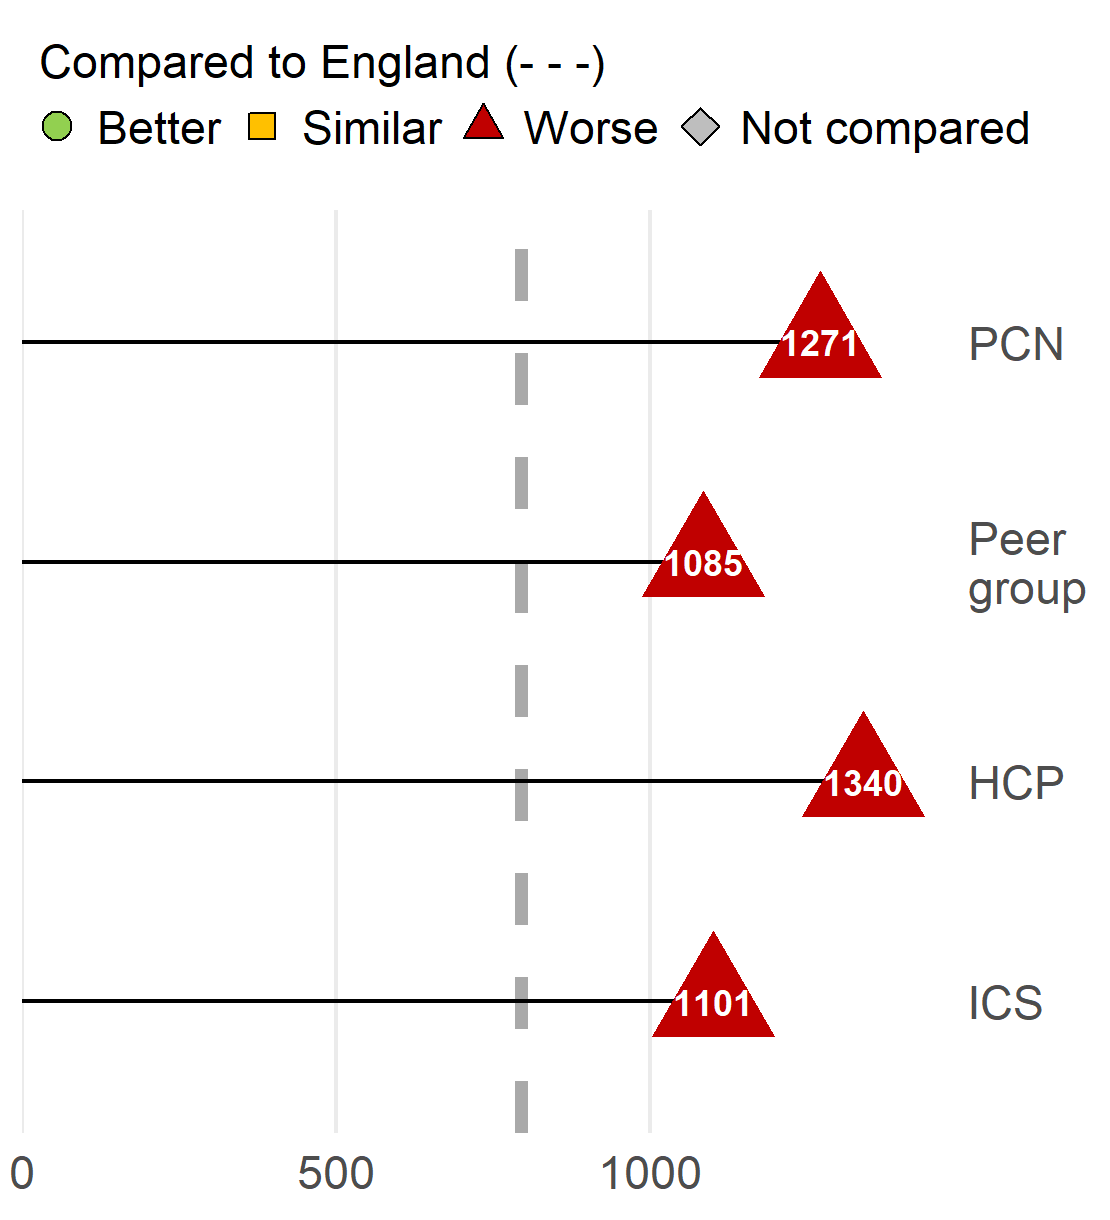 Compared to England (- - -)
Better Similar Worse Not compared
1271 PCN
1085 Peer
group
1340 HCP
1101 ICS
0 500 1000